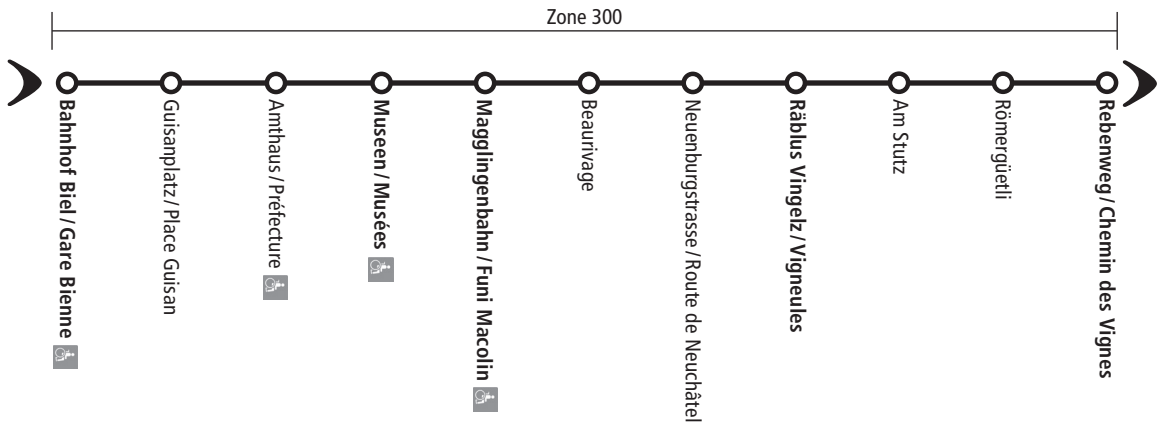 Zone 300
Bahnhof Biel/Gare Bienne
Guisanplatz/Place Guisan
Amthaus/Préfecture
Museen/Musées
Magglingenbahn/Funi Macolin
Beaurivage
Neuenburgstrasse/Route de Neuchâtel
Räblus Vingelz/Vigneules
Am Stutz
Römergüetli
Rebenweg/Chemin des Vignes